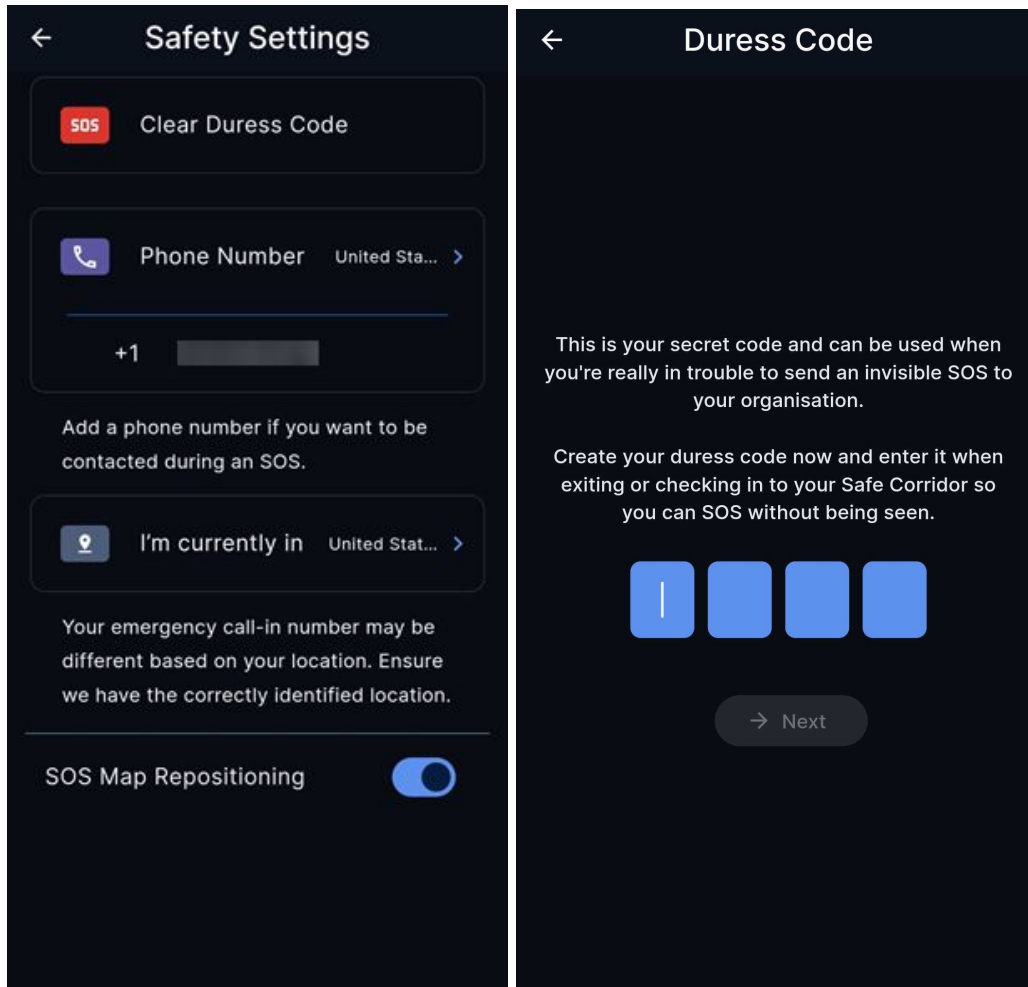 Safety Settings
SOS Clear Duress Code
Phone Number United Sta...
+1
Add a phone number if you want to be
contacted during an SOS.
I'm currently in United Stat...
Your emergency call-in number may be
different based on your location. Ensure
we have the correctly identified location.
SOS Map Repositioning
Duress Code
This is your secret code and can be used when
you're really in trouble to send an invisible SOS to
your organisation.
Create your duress code now and enter it when
exiting or checking in to your Safe Corridor so
you can SOS without being seen.
Next